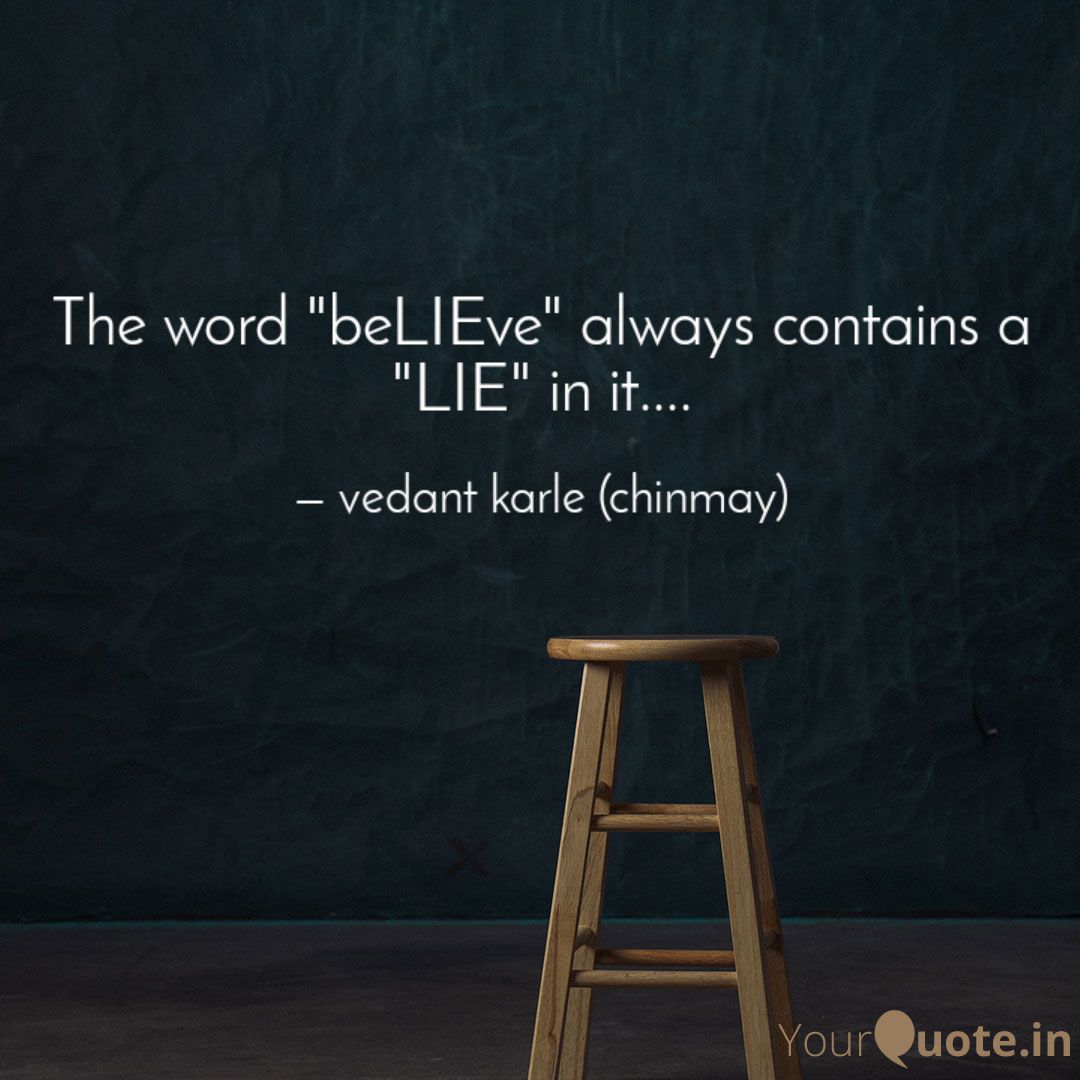 The word "beLIEve" always contains a
"LIE" in it....
— vedant karle (chinmay)
YourQuote.in